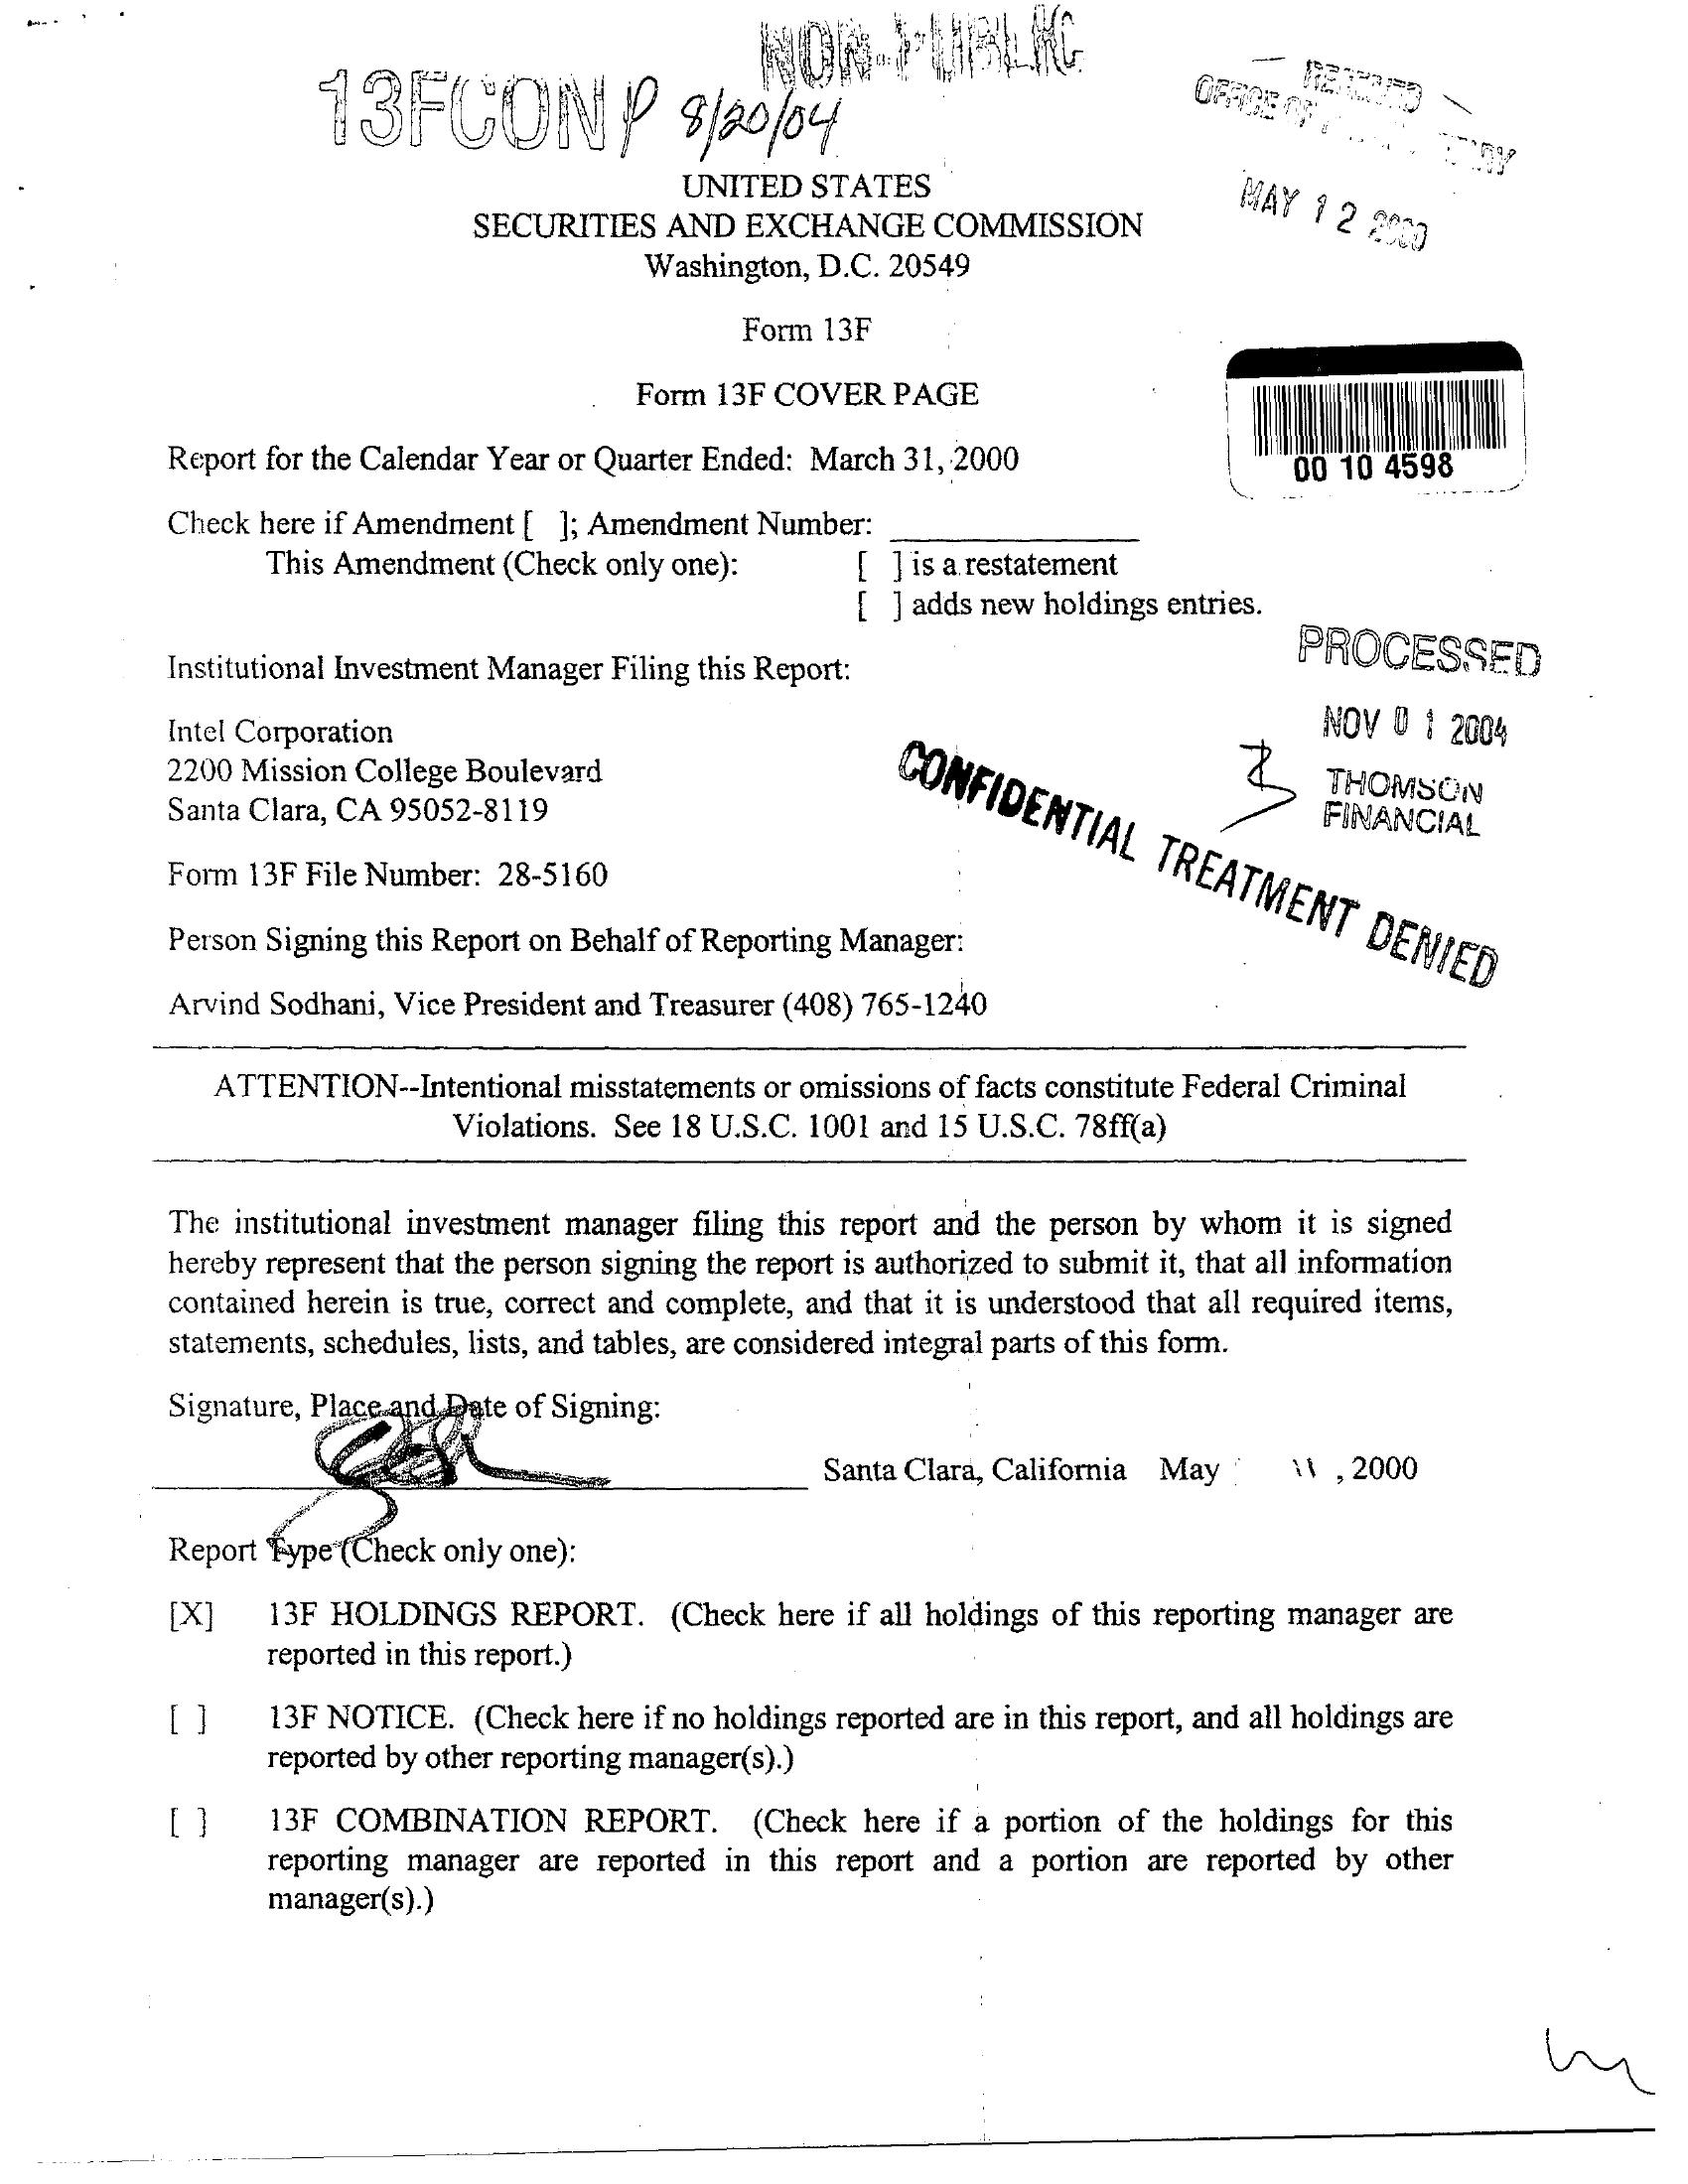 NON-PUBLIC
13FCONP 8/20/04
RECEIVED
OFFICE OF
MAY 12 2000
UNITED STATES
SECURITIES AND EXCHANGE COMMISSION
Washington, D.C. 20549
Form 13F
Form 13F COVER PAGE
00 10 4598
Report for the Calendar Year or Quarter Ended: March 31, 2000
Check here if Amendment [ ]; Amendment Number:
This Amendment (Check only one): [ ] is a restatement
[ ] adds new holdings entries.
PROCESSED
NOV 01 2004
THOMSON
FINANCIAL
Institutional Investment Manager Filing this Report:
Intel Corporation
2200 Mission College Boulevard
Santa Clara, CA 95052-8119
CONFIDENTIAL TREATMENT DENIED
Form 13F File Number: 28-5160
Person Signing this Report on Behalf of Reporting Manager:
Arvind Sodhani, Vice President and Treasurer (408) 765-1240
ATTENTION--Intentional misstatements or omissions of facts constitute Federal Criminal
Violations. See 18 U.S.C. 1001 and 15 U.S.C. 78ff(a)
The institutional investment manager filing this report and the person by whom it is signed
hereby represent that the person signing the report is authorized to submit it, that all information
contained herein is true, correct and complete, and that it is understood that all required items,
statements, schedules, lists, and tables, are considered integral parts of this form.
Signature, Place and Date of Signing:
Santa Clara, California May 11, 2000
Report Type (Check only one):
[X] 13F HOLDINGS REPORT. (Check here if all holdings of this reporting manager are
reported in this report.)
[ ] 13F NOTICE. (Check here if no holdings reported are in this report, and all holdings are
reported by other reporting manager(s).)
[ ] 13F COMBINATION REPORT. (Check here if a portion of the holdings for this
reporting manager are reported in this report and a portion are reported by other
manager(s).)